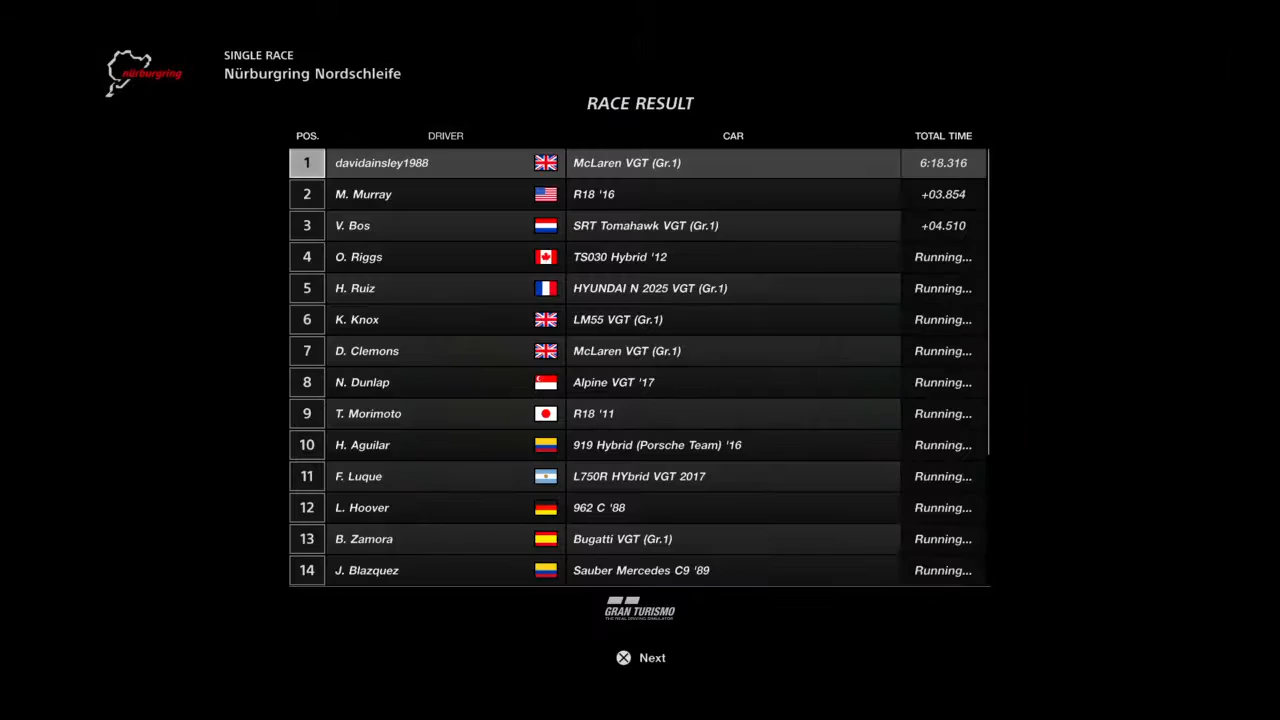 SINGLE RACE
nürburgring
Nürburgring Nordschleife
RACE RESULT
POS. DRIVER CAR TOTAL TIME
1 davidainsley1988 McLaren VGT (Gr.1) 6:18.316
2 M. Murray R18 '16 +03.854
3 V. Bos SRT Tomahawk VGT (Gr.1) +04.510
4 O. Riggs TS030 Hybrid '12 Running...
5 H. Ruiz HYUNDAI N 2025 VGT (Gr.1) Running...
6 K. Knox LM55 VGT (Gr.1) Running...
7 D. Clemons McLaren VGT (Gr.1) Running...
8 N. Dunlap Alpine VGT '17 Running...
9 T. Morimoto R18 '11 Running...
10 H. Aguilar 919 Hybrid (Porsche Team) '16 Running...
11 F. Luque L750R HYbrid VGT 2017 Running...
12 L. Hoover 962 C '88 Running...
13 B. Zamora Bugatti VGT (Gr.1) Running...
14 J. Blazquez Sauber Mercedes C9 '89 Running...
GRAN TURISMO
THE REAL DRIVING SIMULATOR
Next